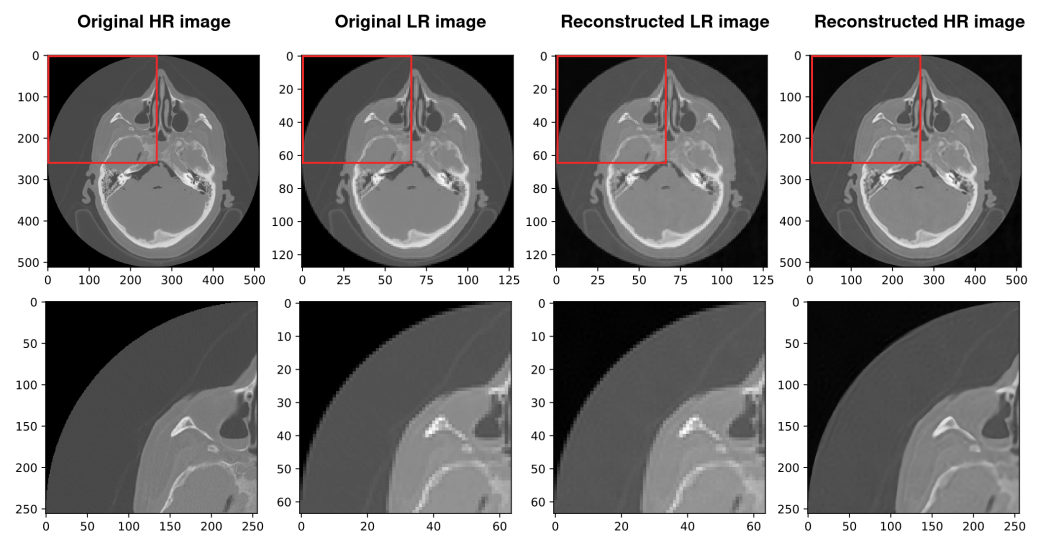 Original HR image Original LR image Reconstructed LR image Reconstructed HR image
0 0 0 0
100 20 20 100
200 40 40 200
300 60 60 300
400 80 80 400
500 100 100 500
120 120
0 100 200 300 400 500 0 25 50 75 100 125 0 25 50 75 100 125 0 100 200 300 400 500
0 0 0 0
50 10 10 50
100 20 20 100
150 30 30 150
200 40 40 200
250 50 50 250
60 60
0 50 100 150 200 250 0 20 40 60 0 20 40 60 0 50 100 150 200 250